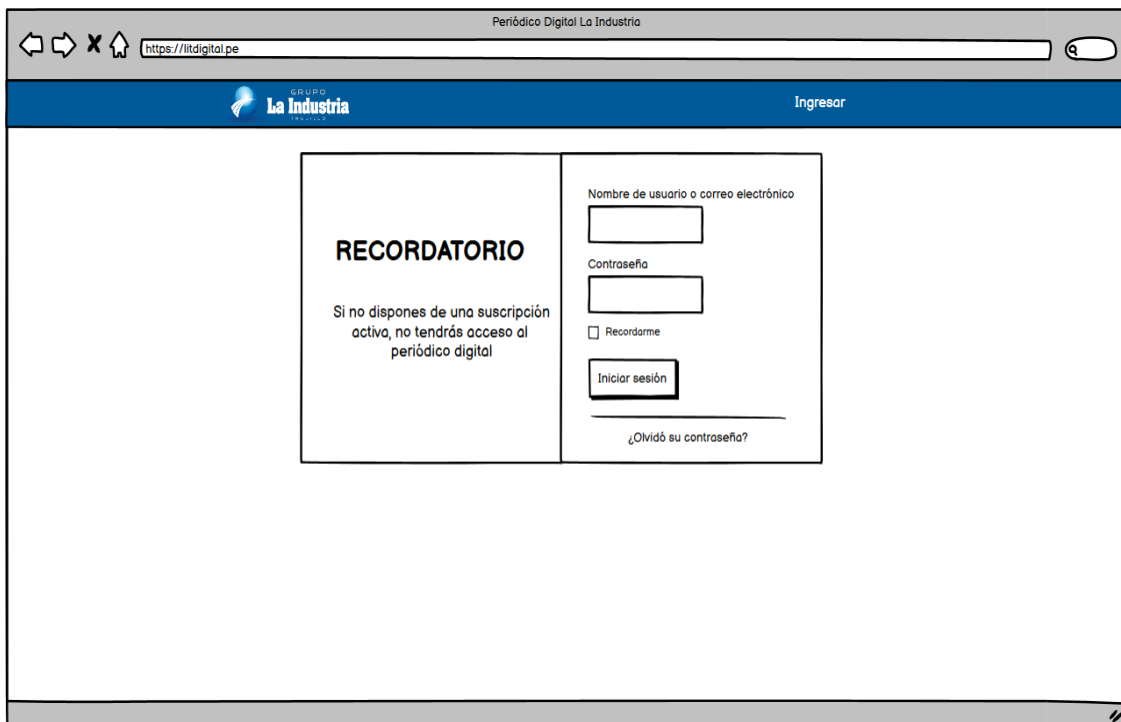 Periódico Digital La Industria
https://litdigital.pe
GRUPO
La Industria
TRUJILLO
Ingresar
RECORDATORIO
Si no dispones de una suscripción
activa, no tendrás acceso al
periódico digital
Nombre de usuario o correo electrónico
Contraseña
Recordarme
Iniciar sesión
¿Olvidó su contraseña?